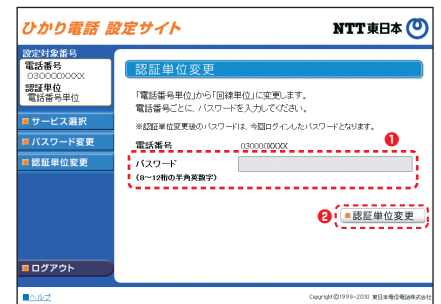 ひかり電話 設定サイト
NTT東日本
設定対象番号
電話番号
030000XXXX
認証単位
電話番号単位
■サービス選択
■パスワード変更
■認証単位変更
■ログアウト
■ヘルプ
認証単位変更
「電話番号単位」から「回線単位」に変更します。
電話番号ごとに、パスワードを入力してください。
※認証単位変更後のパスワードは、今回ログインしたパスワードとなります。
電話番号 030000XXXX
❶
パスワード
(8～12桁の半角英数字)
❷ ■認証単位変更
Copyright©1999-2010 東日本電信電話株式会社